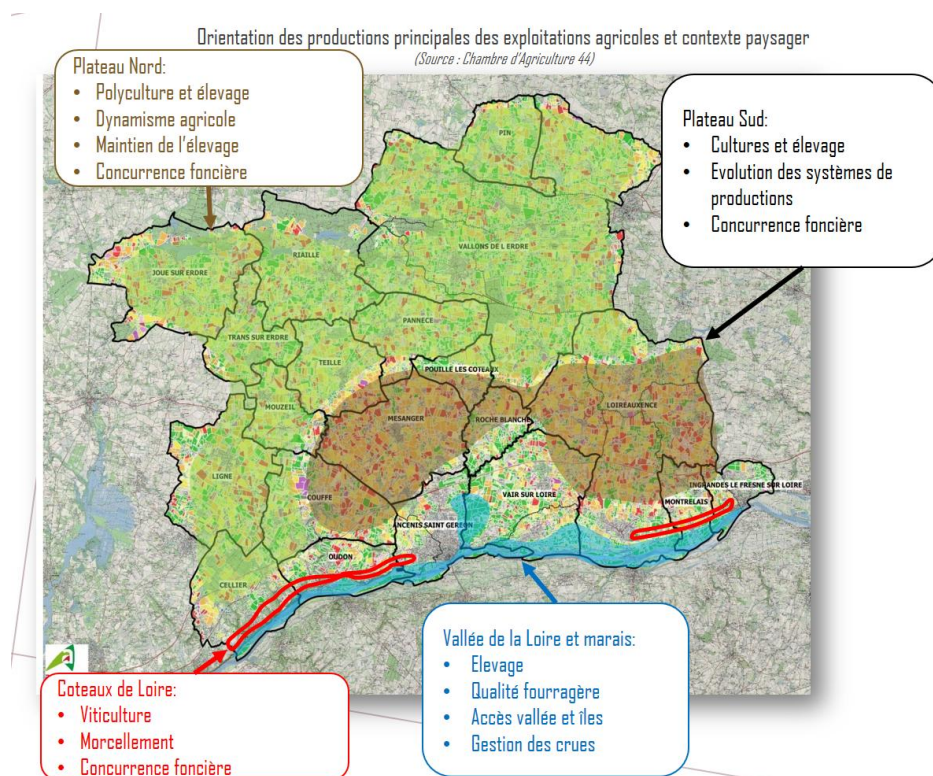 Orientation des productions principales des exploitations agricoles et contexte paysager
(Source : Chambre d'Agriculture 44)
Plateau Nord:
• Polyculture et élevage
• Dynamisme agricole
• Maintien de l'élevage
• Concurrence foncière
Plateau Sud:
• Cultures et élevage
• Evolution des systèmes de
productions
• Concurrence foncière
PIN
VALLONS DE L ERDRE
RIAILLE
JOUE SUR ERDRE
PANNECE
TRANS SUR ERDRE
TEILLE
POUILLE LES COTEAUX
MOUZEIL
MESANGER
ROCHE BLANCHE
LOIREAUXENCE
LIGNE
COUFFE
VAIR SUR LOIRE
INGRANDES LE FRESNE SUR LOIRE
MONTRELAIS
ANCENIS SAINT GEREON
OUDON
CELLIER
Vallée de la Loire et marais:
• Elevage
• Qualité fourragère
• Accès vallée et îles
• Gestion des crues
Coteaux de Loire:
• Viticulture
• Morcellement
• Concurrence foncière